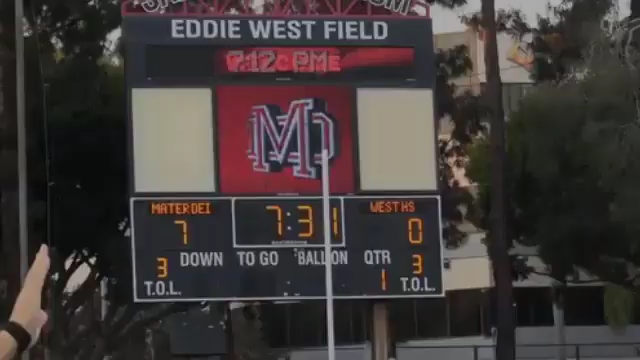 EDDIE WEST FIELD
7:12 PM
MATER DEI 7:31 WEST HS
7 0
DOWN TO GO BALL ON QTR
3 1 3
T.O.L. T.O.L.